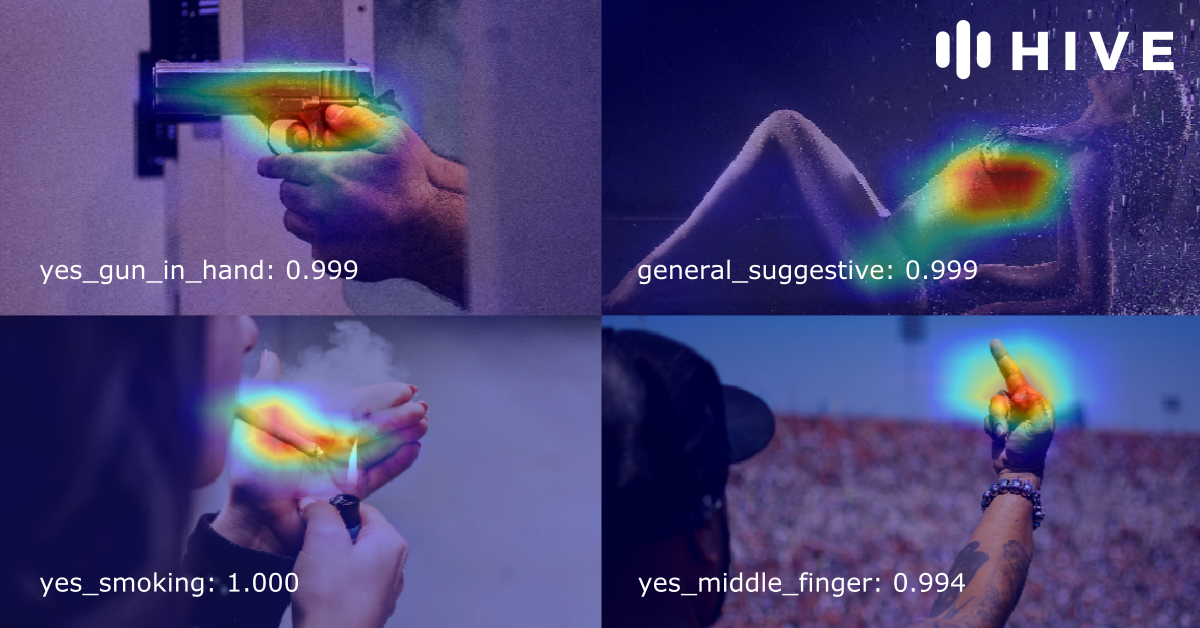 HIVE
yes_gun_in_hand: 0.999
general_suggestive: 0.999
yes_smoking: 1.000
yes_middle_finger: 0.994